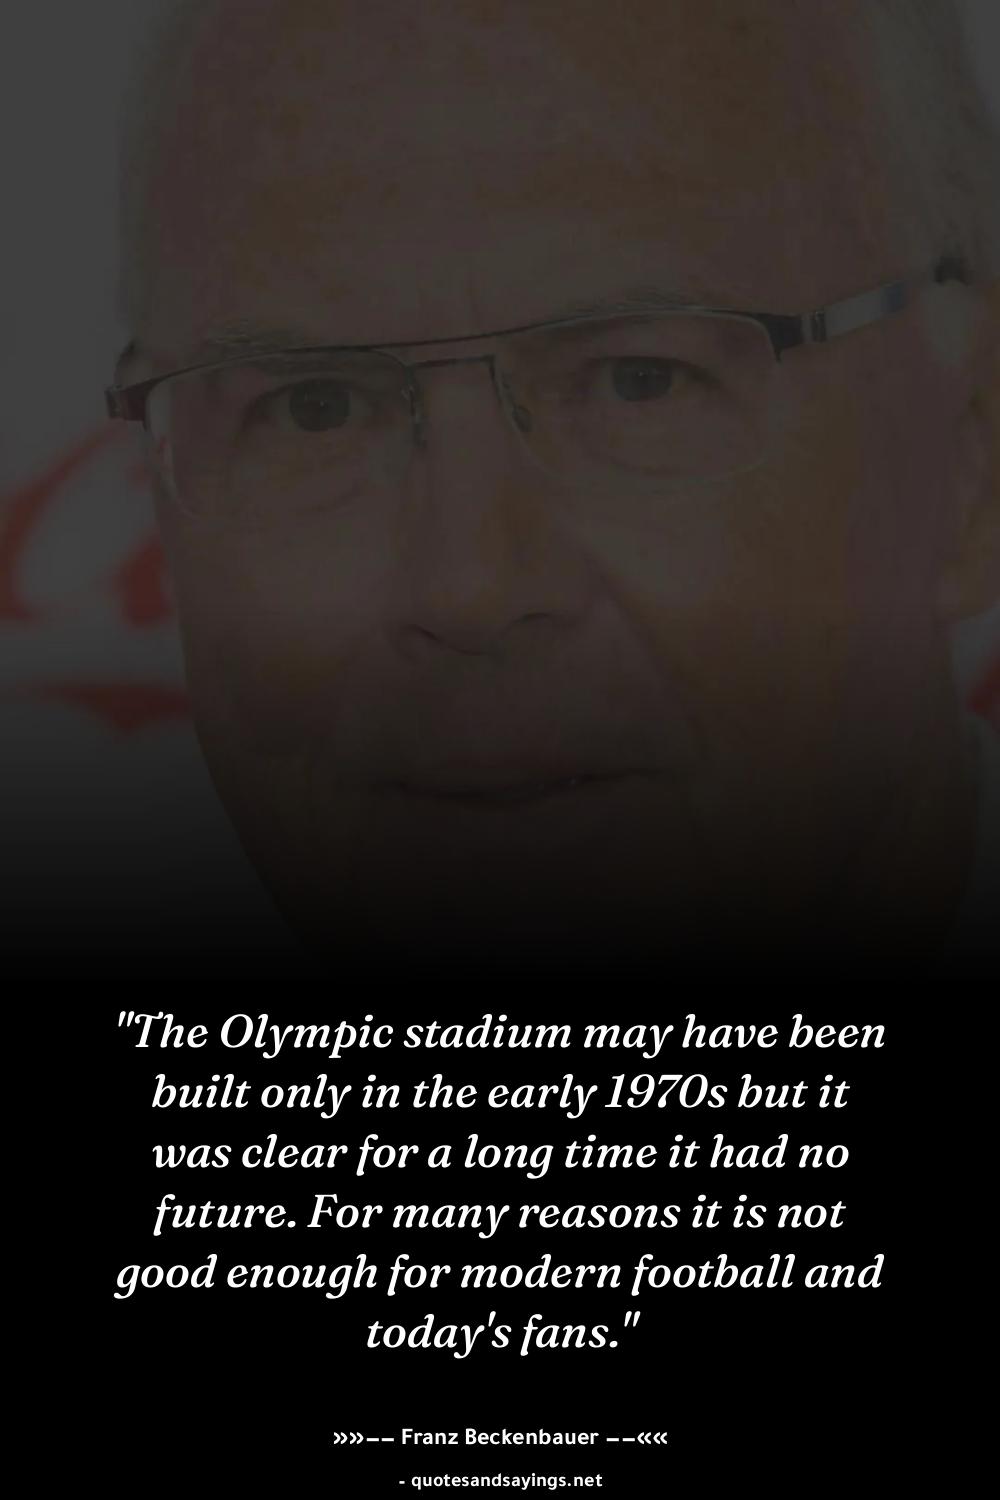 "The Olympic stadium may have been
built only in the early 1970s but it
was clear for a long time it had no
future. For many reasons it is not
good enough for modern football and
today's fans."
»»−− Franz Beckenbauer −−««
- quotesandsayings.net